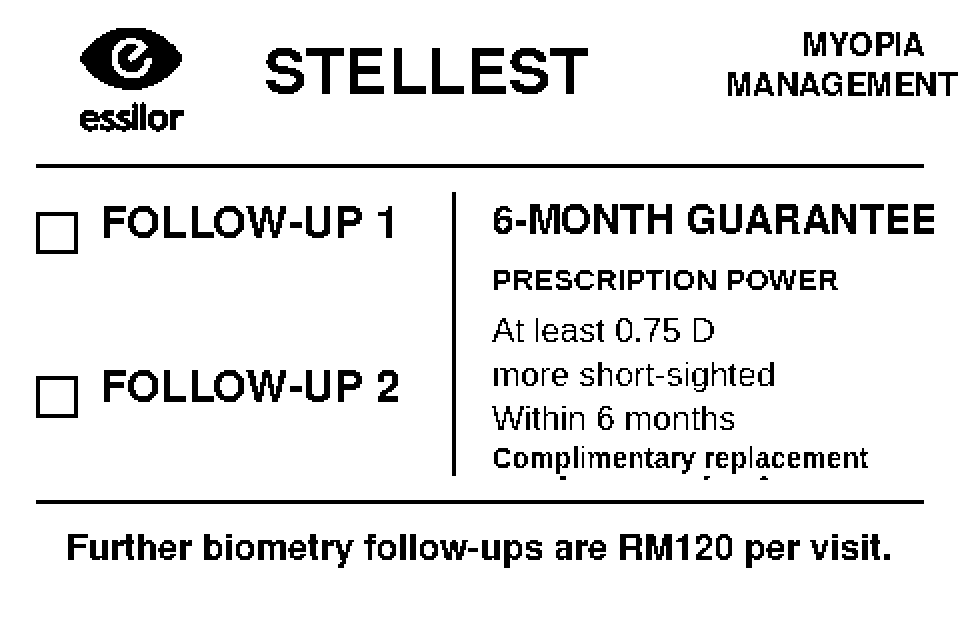 essilor
STELLEST
MYOPIA
MANAGEMENT
FOLLOW-UP 1
FOLLOW-UP 2
6-MONTH GUARANTEE
PRESCRIPTION POWER
At least 0.75 D
more short-sighted
Within 6 months
Complimentary replacement
Further biometry follow-ups are RM120 per visit.